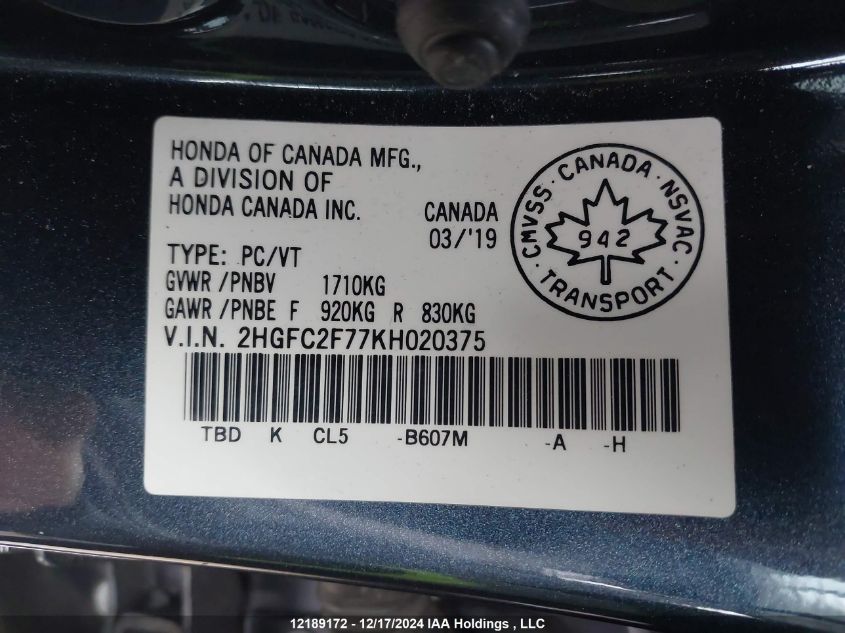 HONDA OF CANADA MFG.,
A DIVISION OF
HONDA CANADA INC.
CANADA
03/'19
TYPE: PC/VT
GVWR /PNBV 1710KG
GAWR /PNBE F 920KG R 830KG
V.I.N. 2HGFC2F77KH020375
TBD K CL5 -B607M -A -H
CMVSS · CANADA · NSVAC · TRANSPORT ·
942
12189172 - 12/17/2024 IAA Holdings , LLC